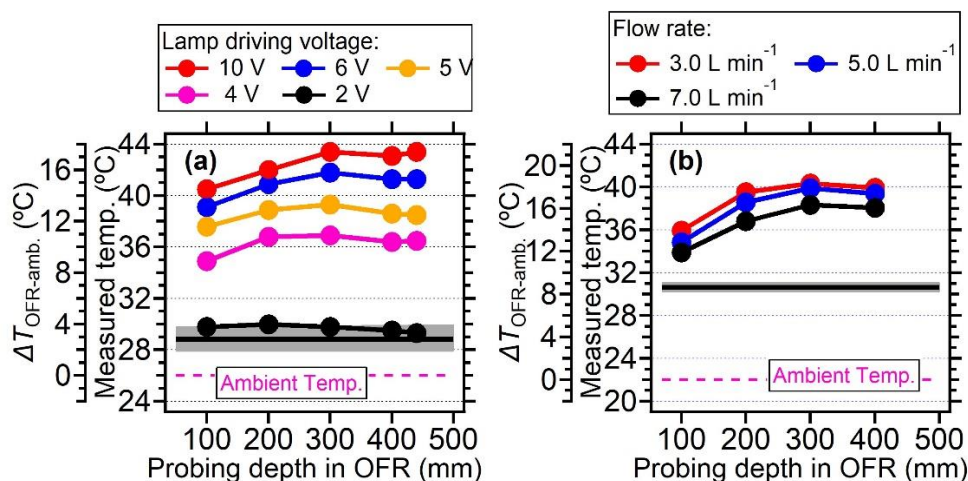 Lamp driving voltage:
10 V 6 V 5 V
4 V 2 V
Flow rate:
3.0 L min⁻¹ 5.0 L min⁻¹
7.0 L min⁻¹
(a)
ΔT_OFR-amb. (ºC)
16
12
8
4
0
Measured temp. (ºC)
44
40
36
32
28
24
Ambient Temp.
100 200 300 400 500
Probing depth in OFR (mm)
(b)
ΔT_OFR-amb. (ºC)
20
16
12
8
4
0
Measured temp. (ºC)
44
40
36
32
28
24
20
Ambient Temp.
100 200 300 400 500
Probing depth in OFR (mm)